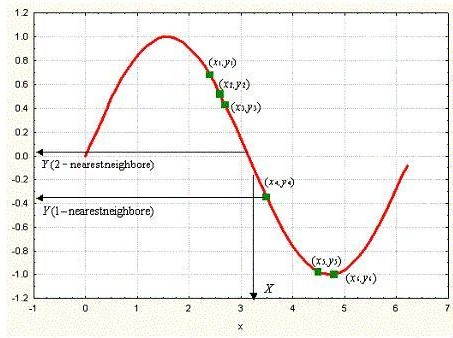 1.2
1.0
0.8
0.6
0.4
0.2
0.0
-0.2
-0.4
-0.6
-0.8
-1.0
-1.2
(x₁,y₁)
(x₂,y₂)
(x₃,y₃)
Y(2 - nearestneighbore)
(x₄,y₄)
Y(1-nearestneighbore)
(x₅,y₅)
(x₆,y₆)
X
-1 0 1 2 3 4 5 6 7
x